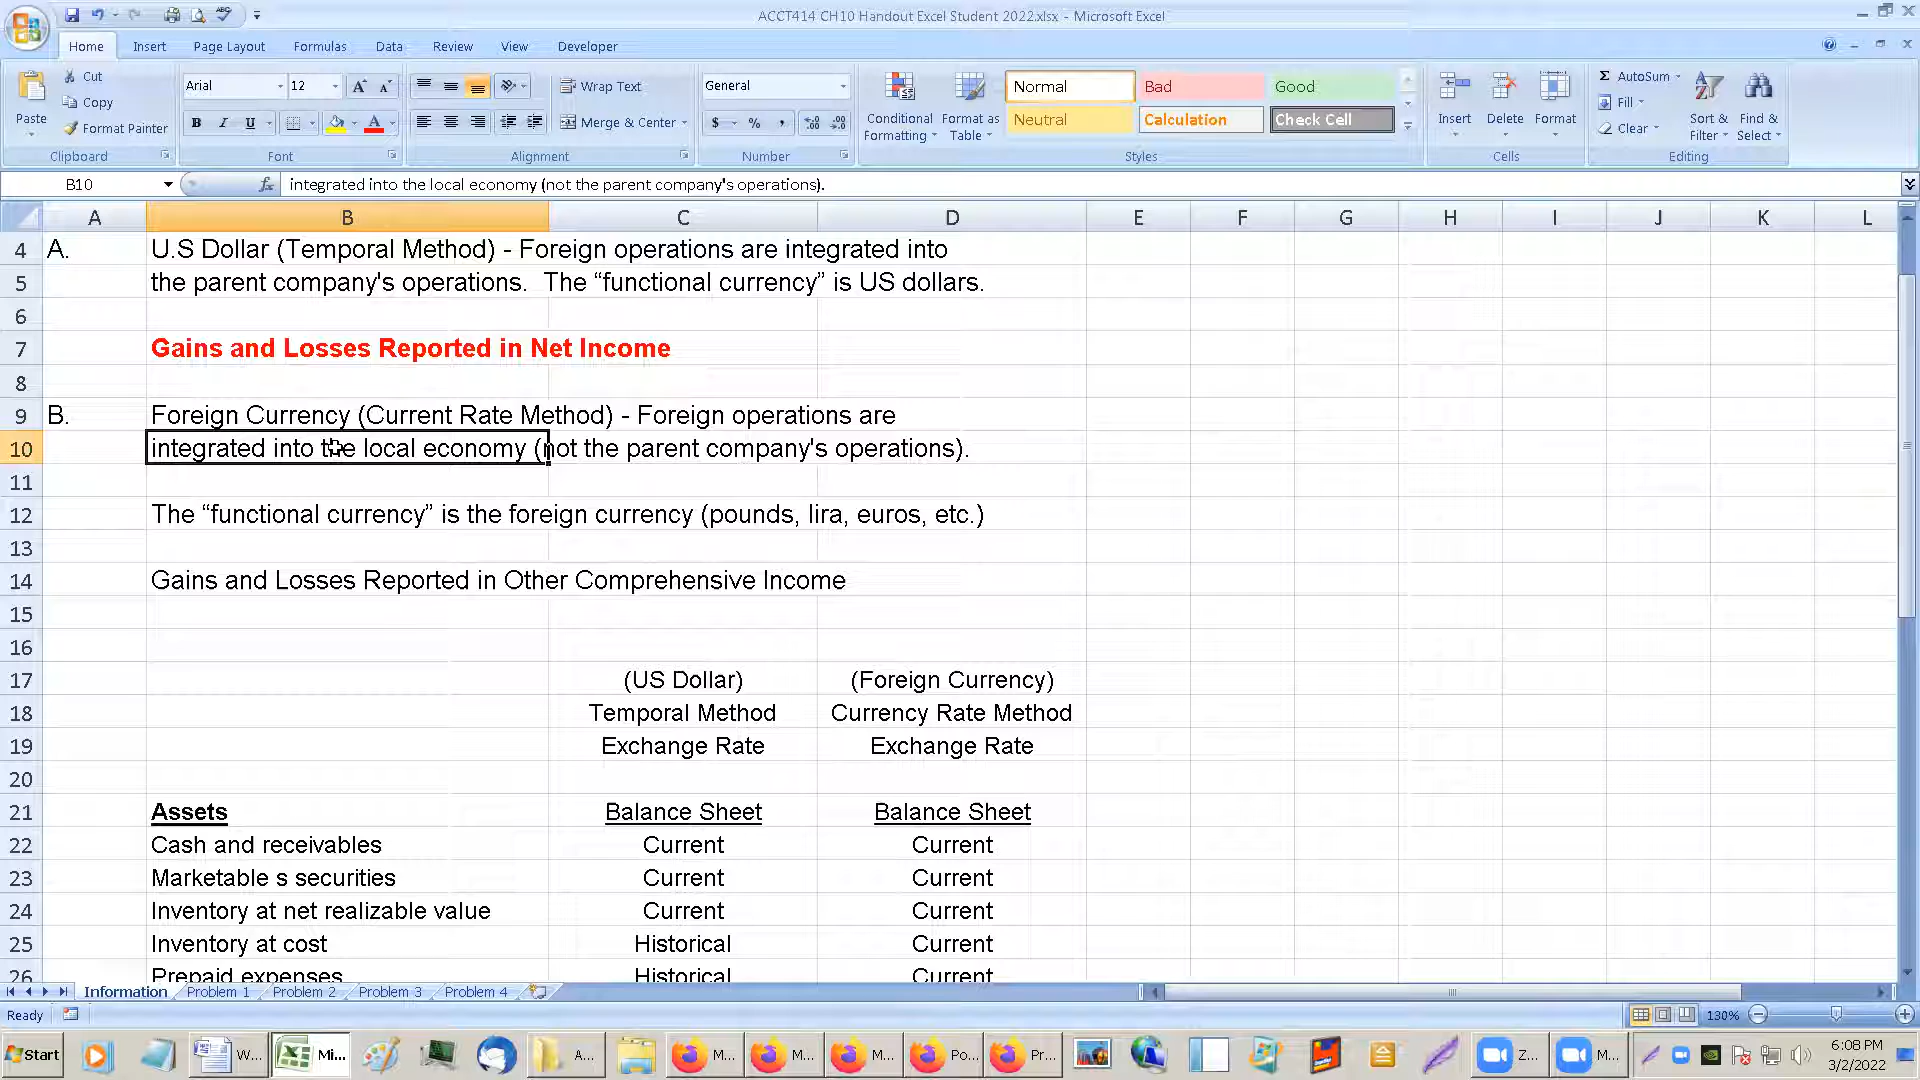 ACCT414 CH10 Handout Excel Student 2022.xlsx - Microsoft Excel
Home Insert Page Layout Formulas Data Review View Developer
Paste
Cut
Copy
Format Painter
Clipboard
Arial 12
B I U
Font
Wrap Text
Merge & Center
Alignment
General
$ % ,
Number
Conditional Formatting
Format as Table
Normal Bad Good
Neutral Calculation Check Cell
Styles
Insert Delete Format
Cells
Σ AutoSum
Fill
Clear
Sort & Filter
Find & Select
Editing
B10 fx integrated into the local economy (not the parent company's operations).
A B C D E F G H I J K L
4 A. U.S Dollar (Temporal Method) - Foreign operations are integrated into
5 the parent company's operations. The “functional currency” is US dollars.
6
7 Gains and Losses Reported in Net Income
8
9 B. Foreign Currency (Current Rate Method) - Foreign operations are
10 integrated into the local economy (not the parent company's operations).
11
12 The “functional currency” is the foreign currency (pounds, lira, euros, etc.)
13
14 Gains and Losses Reported in Other Comprehensive Income
15
16
17 (US Dollar) (Foreign Currency)
18 Temporal Method Currency Rate Method
19 Exchange Rate Exchange Rate
20
21 Assets Balance Sheet Balance Sheet
22 Cash and receivables Current Current
23 Marketable s securities Current Current
24 Inventory at net realizable value Current Current
25 Inventory at cost Historical Current
26 Prepaid expenses Historical Current
Information Problem 1 Problem 2 Problem 3 Problem 4
Ready 130%
Start W... Mi... A... M... M... M... Po... Pr... Z... M... 6:08 PM
3/2/2022